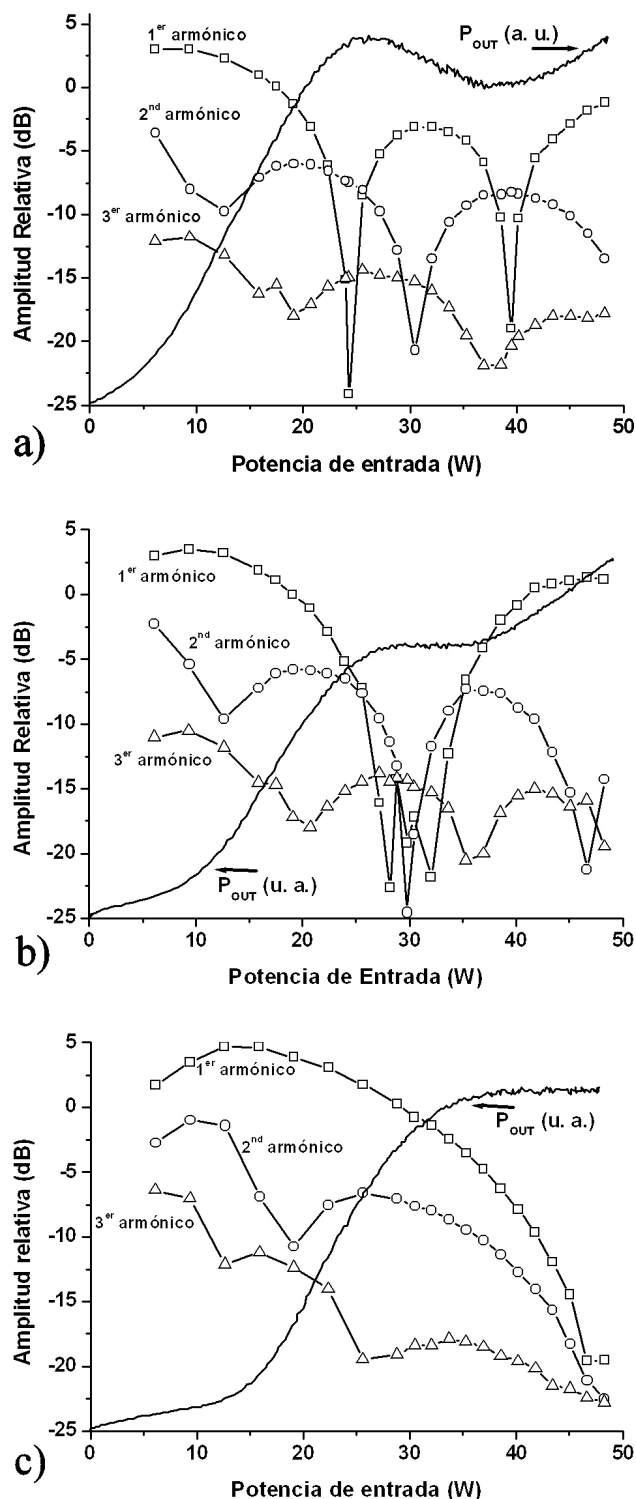 5
0
-5
-10
-15
-20
-25
Amplitud Relativa (dB)
1er armónico
2nd armónico
3er armónico
POUT (a. u.)
0 10 20 30 40 50
Potencia de entrada (W)
a)
5
0
-5
-10
-15
-20
-25
Amplitud Relativa (dB)
1er armónico
2nd armónico
3er armónico
POUT (u. a.)
0 10 20 30 40 50
Potencia de Entrada (W)
b)
5
0
-5
-10
-15
-20
-25
Amplitud relativa (dB)
1er armónico
2nd armónico
3er armónico
POUT (u. a.)
0 10 20 30 40 50
Potencia de entrada (W)
c)